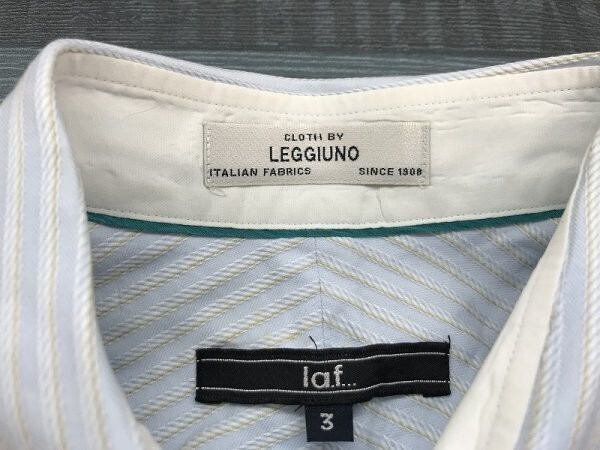 CLOTH BY
LEGGIUNO
ITALIAN FABRICS SINCE 1908
laf...
3